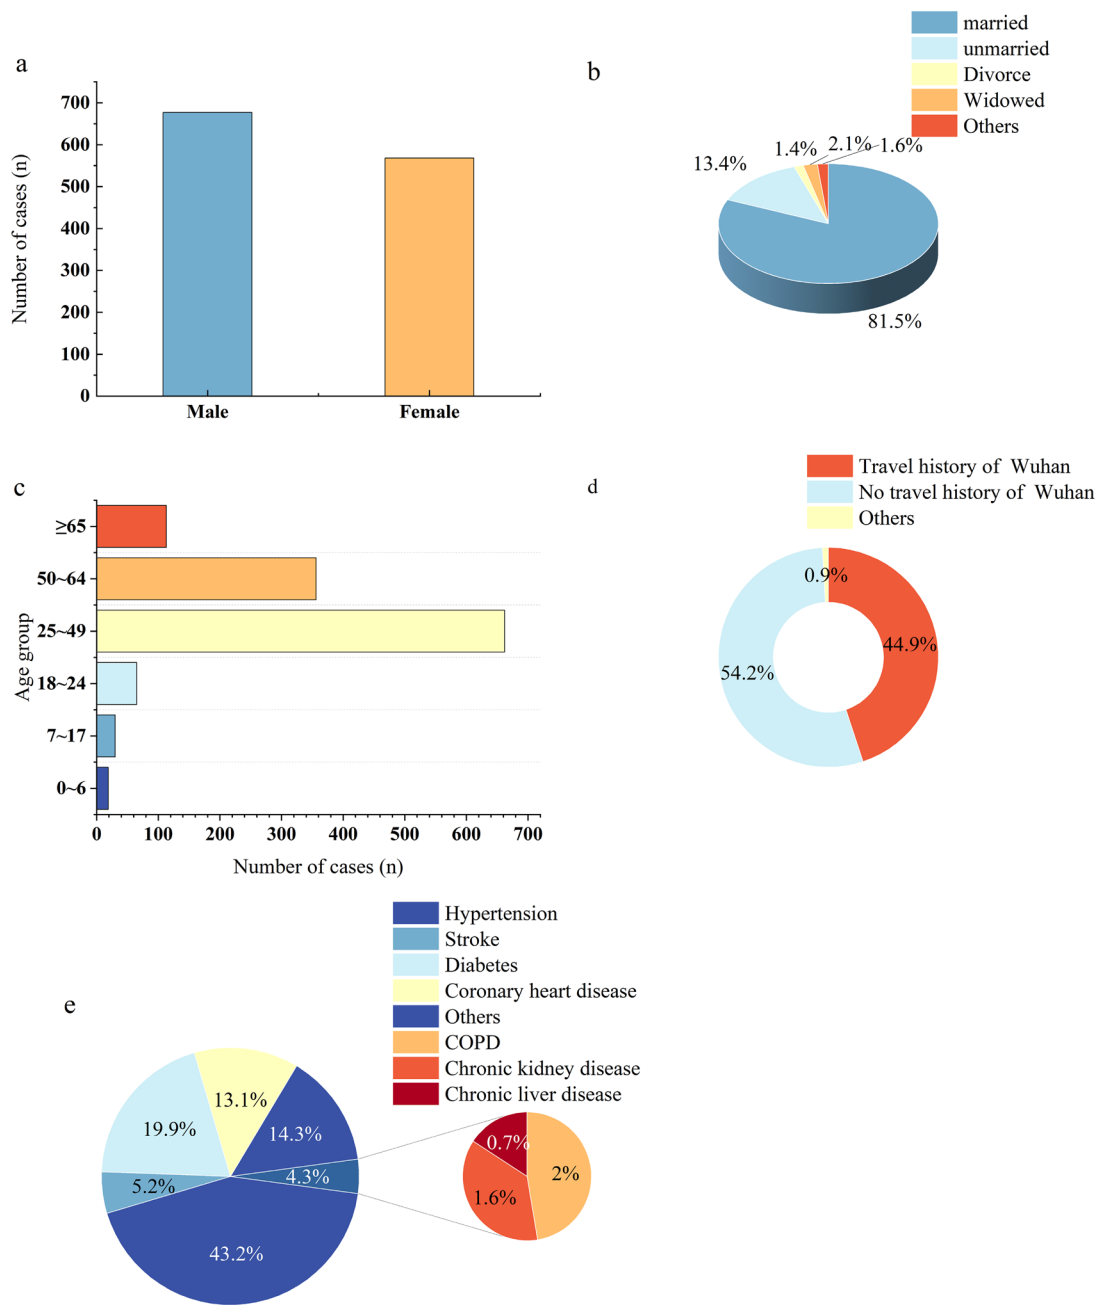 a
Number of cases (n)
700
600
500
400
300
200
100
0
Male
Female
b
married
unmarried
Divorce
Widowed
Others
13.4%
1.4%
2.1%
1.6%
81.5%
c
Age group
≥65
50~64
25~49
18~24
7~17
0~6
0 100 200 300 400 500 600 700
Number of cases (n)
d
Travel history of Wuhan
No travel history of Wuhan
Others
0.9%
44.9%
54.2%
e
Hypertension
Stroke
Diabetes
Coronary heart disease
Others
COPD
Chronic kidney disease
Chronic liver disease
13.1%
19.9%
14.3%
4.3%
5.2%
43.2%
0.7%
2%
1.6%